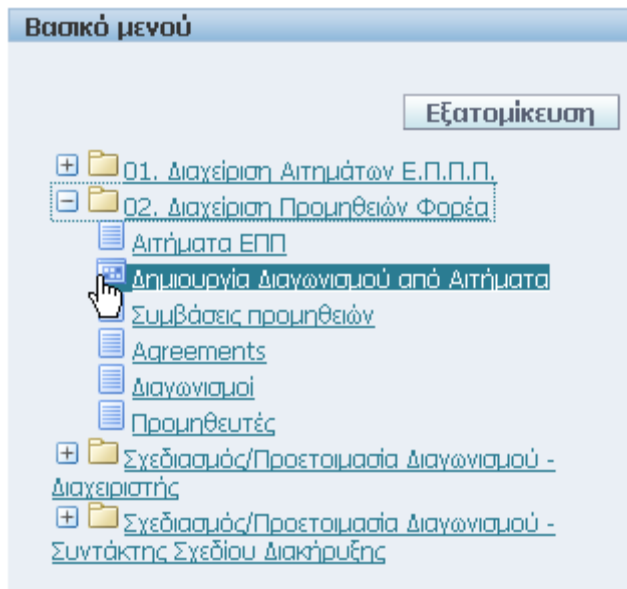 Βασικό μενού
Εξατομίκευση
01. Διαχείριση Αιτημάτων Ε.Π.Π.Π.
02. Διαχείριση Προμηθειών Φορέα
Αιτήματα ΕΠΠ
Δημιουργία Διαγωνισμού από Αιτήματα
Συμβάσεις προμηθειών
Agreements
Διαγωνισμοί
Προμηθευτές
Σχεδιασμός/Προετοιμασία Διαγωνισμού -
Διαχειριστής
Σχεδιασμός/Προετοιμασία Διαγωνισμού -
Συντάκτης Σχεδίου Διακήρυξης